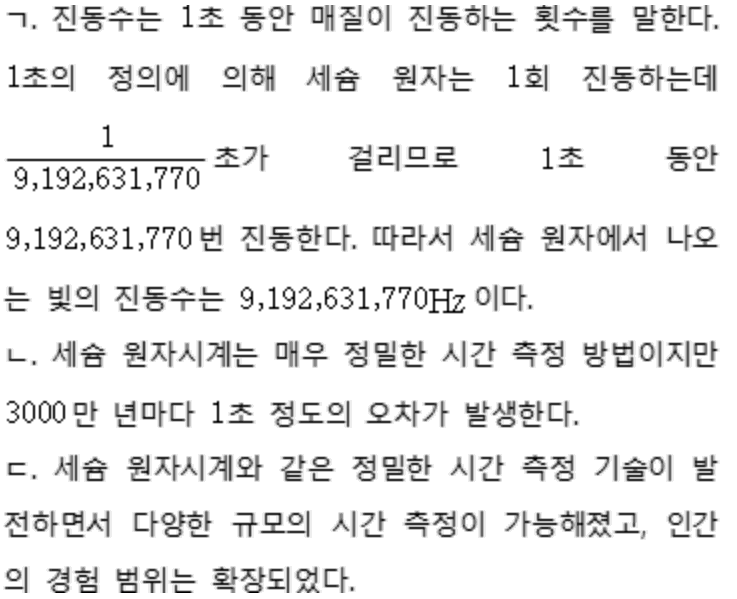 ㄱ. 진동수는 1초 동안 매질이 진동하는 횟수를 말한다.
1초의 정의에 의해 세슘 원자는 1회 진동하는데
1/9,192,631,770 초가 걸리므로 1초 동안
9,192,631,770번 진동한다. 따라서 세슘 원자에서 나오
는 빛의 진동수는 9,192,631,770Hz이다.
ㄴ. 세슘 원자시계는 매우 정밀한 시간 측정 방법이지만
3000만 년마다 1초 정도의 오차가 발생한다.
ㄷ. 세슘 원자시계와 같은 정밀한 시간 측정 기술이 발
전하면서 다양한 규모의 시간 측정이 가능해졌고, 인간
의 경험 범위는 확장되었다.